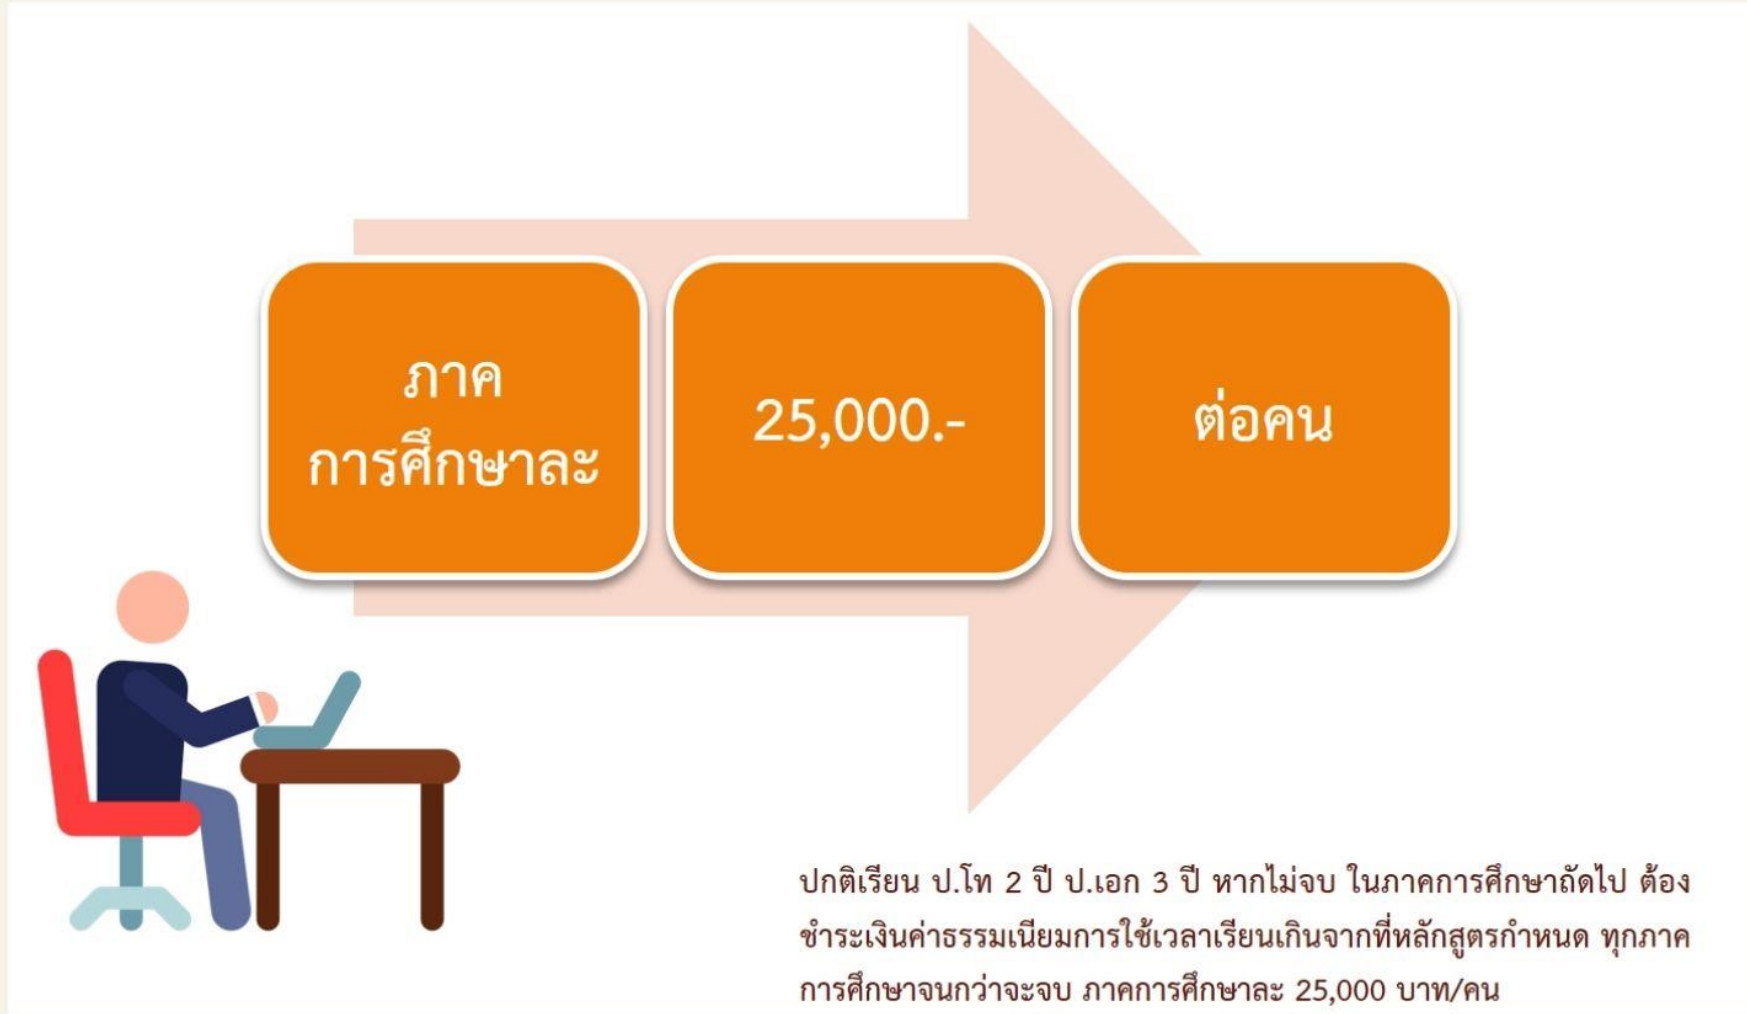 ภาค
การศึกษาละ
25,000.-
ต่อคน
ปกติเรียน ป.โท 2 ปี ป.เอก 3 ปี หากไม่จบ ในภาคการศึกษาถัดไป ต้อง
ชำระเงินค่าธรรมเนียมการใช้เวลาเรียนเกินจากที่หลักสูตรกำหนด ทุกภาค
การศึกษาจนกว่าจะจบ ภาคการศึกษาละ 25,000 บาท/คน